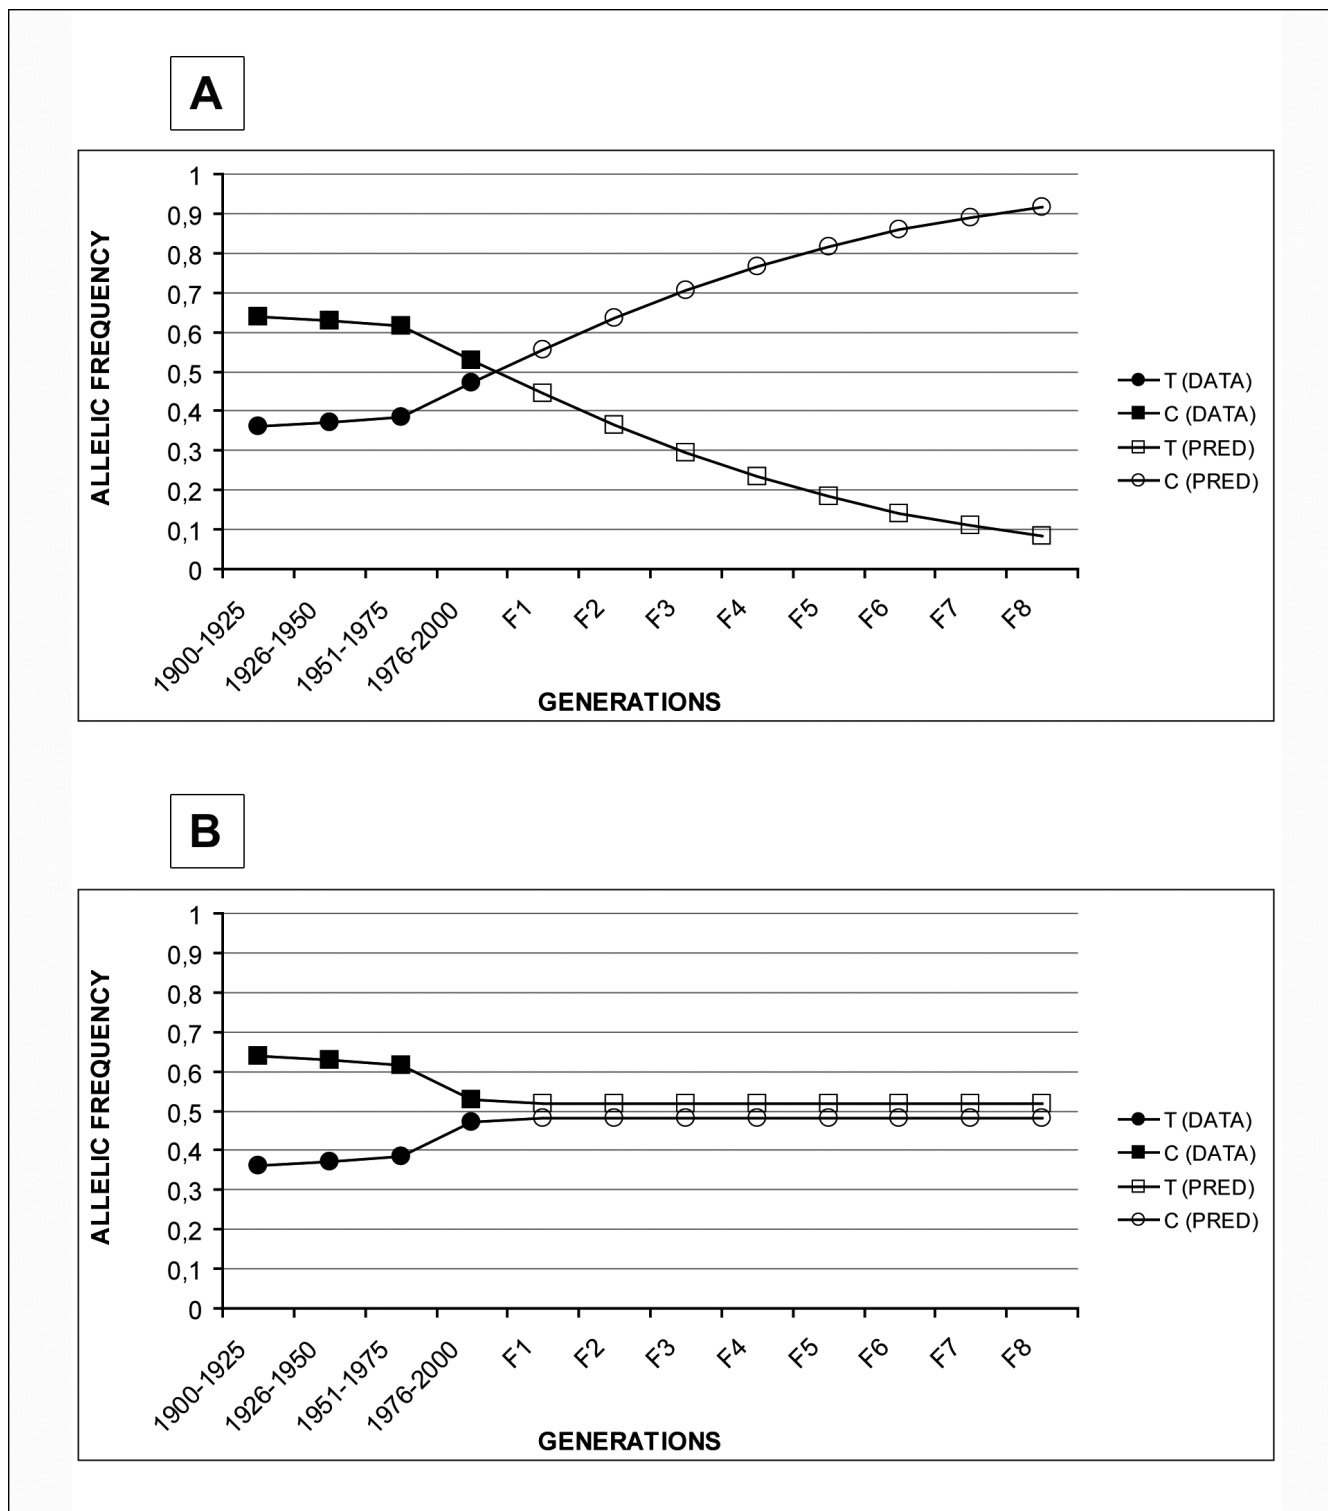 A
1
0,9
0,8
0,7
0,6
0,5
0,4
0,3
0,2
0,1
0
ALLELIC FREQUENCY
1900-1925
1926-1950
1951-1975
1976-2000
F1
F2
F3
F4
F5
F6
F7
F8
GENERATIONS
T (DATA)
C (DATA)
T (PRED)
C (PRED)
B
1
0,9
0,8
0,7
0,6
0,5
0,4
0,3
0,2
0,1
0
ALLELIC FREQUENCY
1900-1925
1926-1950
1951-1975
1976-2000
F1
F2
F3
F4
F5
F6
F7
F8
GENERATIONS
T (DATA)
C (DATA)
T (PRED)
C (PRED)